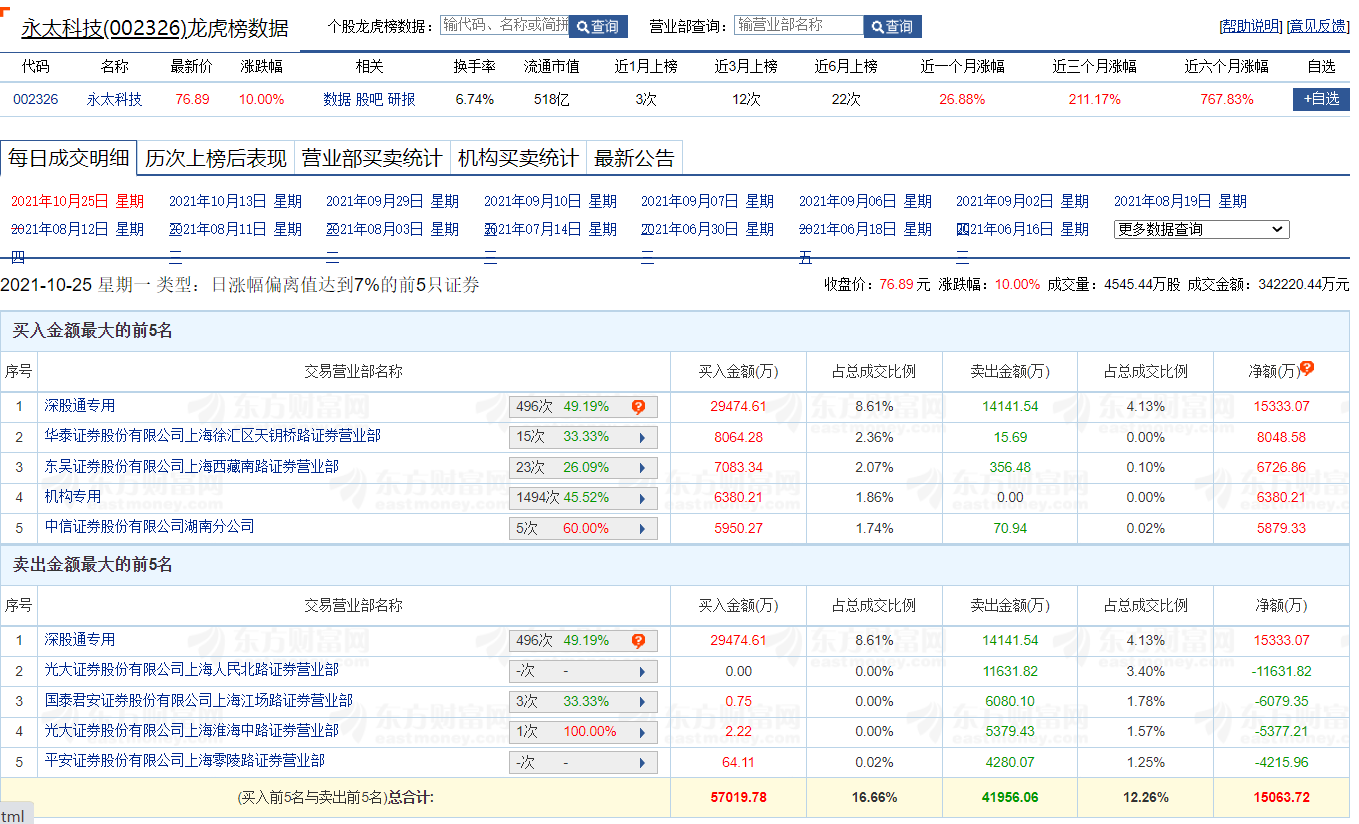 永太科技(002326)龙虎榜数据 个股龙虎榜数据： 输代码、名称或简拼 查询 营业部查询： 输营业部名称 查询 [帮助说明] [意见反馈]
代码 名称 最新价 涨跌幅 相关 换手率 流通市值 近1月上榜 近3月上榜 近6月上榜 近一个月涨幅 近三个月涨幅 近六个月涨幅 自选
002326 永太科技 76.89 10.00% 数据 股吧 研报 6.74% 518亿 3次 12次 22次 26.88% 211.17% 767.83% +自选
每日成交明细 历次上榜后表现 营业部买卖统计 机构买卖统计 最新公告
2021年10月25日 星期 2021年10月13日 星期 2021年09月29日 星期 2021年09月10日 星期 2021年09月07日 星期 2021年09月06日 星期 2021年09月02日 星期 2021年08月19日 星期
2021年08月12日 星期 2021年08月11日 星期 2021年08月03日 星期 2021年07月14日 星期 2021年06月30日 星期 2021年06月18日 星期 2021年06月16日 星期 更多数据查询
四 三 二 三 三 五 三
2021-10-25 星期一 类型：日涨幅偏离值达到7%的前5只证券 收盘价：76.89元 涨跌幅：10.00% 成交量：4545.44万股 成交金额：342220.44万元
买入金额最大的前5名
序号 交易营业部名称 买入金额(万) 占总成交比例 卖出金额(万) 占总成交比例 净额(万)
1 深股通专用 496次 49.19% 29474.61 8.61% 14141.54 4.13% 15333.07
2 华泰证券股份有限公司上海徐汇区天钥桥路证券营业部 15次 33.33% 8064.28 2.36% 15.69 0.00% 8048.58
3 东吴证券股份有限公司上海西藏南路证券营业部 23次 26.09% 7083.34 2.07% 356.48 0.10% 6726.86
4 机构专用 1494次 45.52% 6380.21 1.86% 0.00 0.00% 6380.21
5 中信证券股份有限公司湖南分公司 5次 60.00% 5950.27 1.74% 70.94 0.02% 5879.33
卖出金额最大的前5名
序号 交易营业部名称 买入金额(万) 占总成交比例 卖出金额(万) 占总成交比例 净额(万)
1 深股通专用 496次 49.19% 29474.61 8.61% 14141.54 4.13% 15333.07
2 光大证券股份有限公司上海人民北路证券营业部 -次 - 0.00 0.00% 11631.82 3.40% -11631.82
3 国泰君安证券股份有限公司上海江场路证券营业部 3次 33.33% 0.75 0.00% 6080.10 1.78% -6079.35
4 光大证券股份有限公司上海淮海中路证券营业部 1次 100.00% 2.22 0.00% 5379.43 1.57% -5377.21
5 平安证券股份有限公司上海零陵路证券营业部 -次 - 64.11 0.02% 4280.07 1.25% -4215.96
(买入前5名与卖出前5名)总合计: 57019.78 16.66% 41956.06 12.26% 15063.72
tml